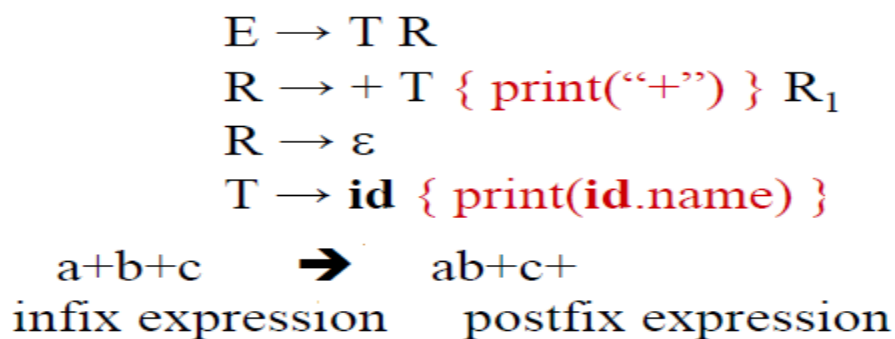 E → T R
R → + T { print(“+”) } R₁
R → ε
T → id { print(id.name) }
a+b+c ➔ ab+c+
infix expression postfix expression